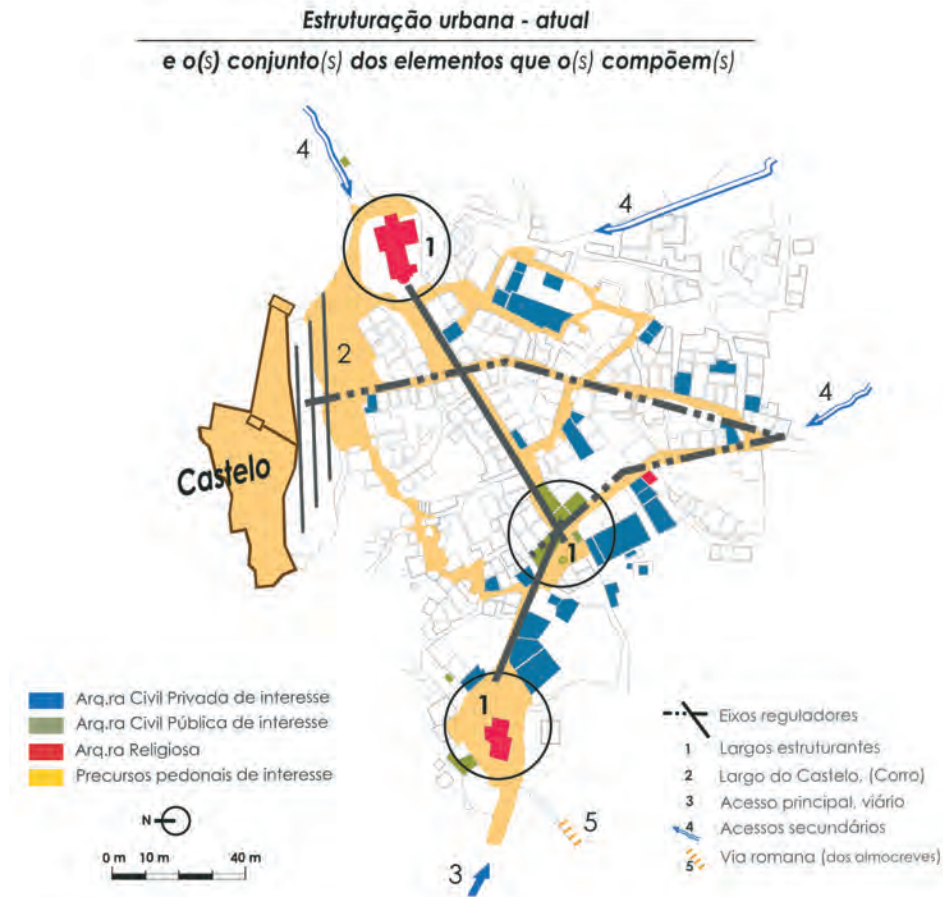 Estruturação urbana - atual
e o(s) conjunto(s) dos elementos que o(s) compõem(s)
4
4
1
2
4
Castelo
1
1
5
3
Arq.ra Civil Privada de interesse
Arq.ra Civil Pública de interesse
Arq.ra Religiosa
Precursos pedonais de interesse
N
0 m 10 m 40 m
Eixos reguladores
1 Largos estruturantes
2 Largo do Castelo, (Corro)
3 Acesso principal, viário
4 Acessos secundários
5 Via romana (dos almocreves)